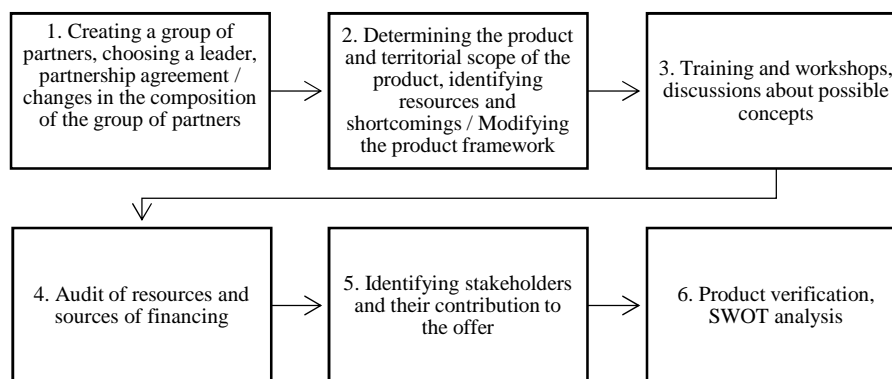 1. Creating a group of
partners, choosing a leader,
partnership agreement /
changes in the composition
of the group of partners
2. Determining the product
and territorial scope of the
product, identifying
resources and
shortcomings / Modifying
the product framework
3. Training and workshops,
discussions about possible
concepts
4. Audit of resources and
sources of financing
5. Identifying stakeholders
and their contribution to
the offer
6. Product verification,
SWOT analysis